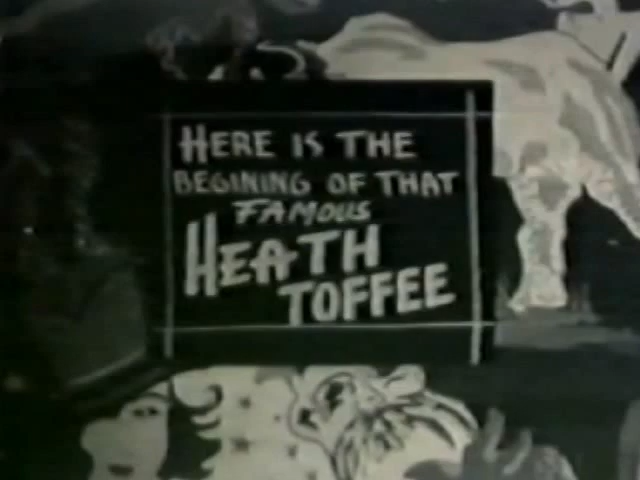 HERE IS THE
BEGINING OF THAT
FAMOUS
HEATH
TOFFEE